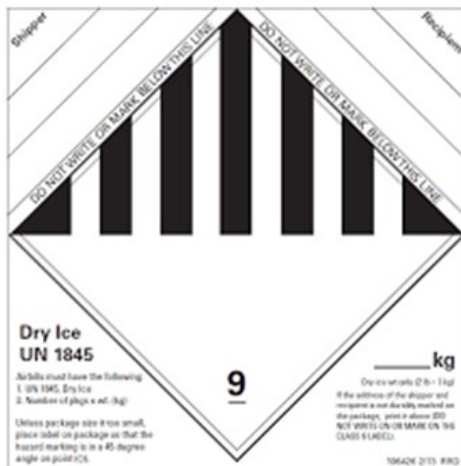 Shipper
Recipient
DO NOT WRITE OR MARK BELOW THIS LINE
DO NOT WRITE OR MARK BELOW THIS LINE
Dry Ice
UN 1845
Airbills must have the following
1. UN 1845, Dry Ice
2. Number of pkgs x wt. (kg)
Unless package size is too small,
place label on package so that the
hazard marking is in a 45 degree
angle on point
9
____kg
Dry ice wt only (2 lb = 1 kg)
If the address of the shipper and
recipient is not durably marked on
the package, print it above (DO
NOT WRITE ON OR MARK ON THE
CLASS 9 LABEL).